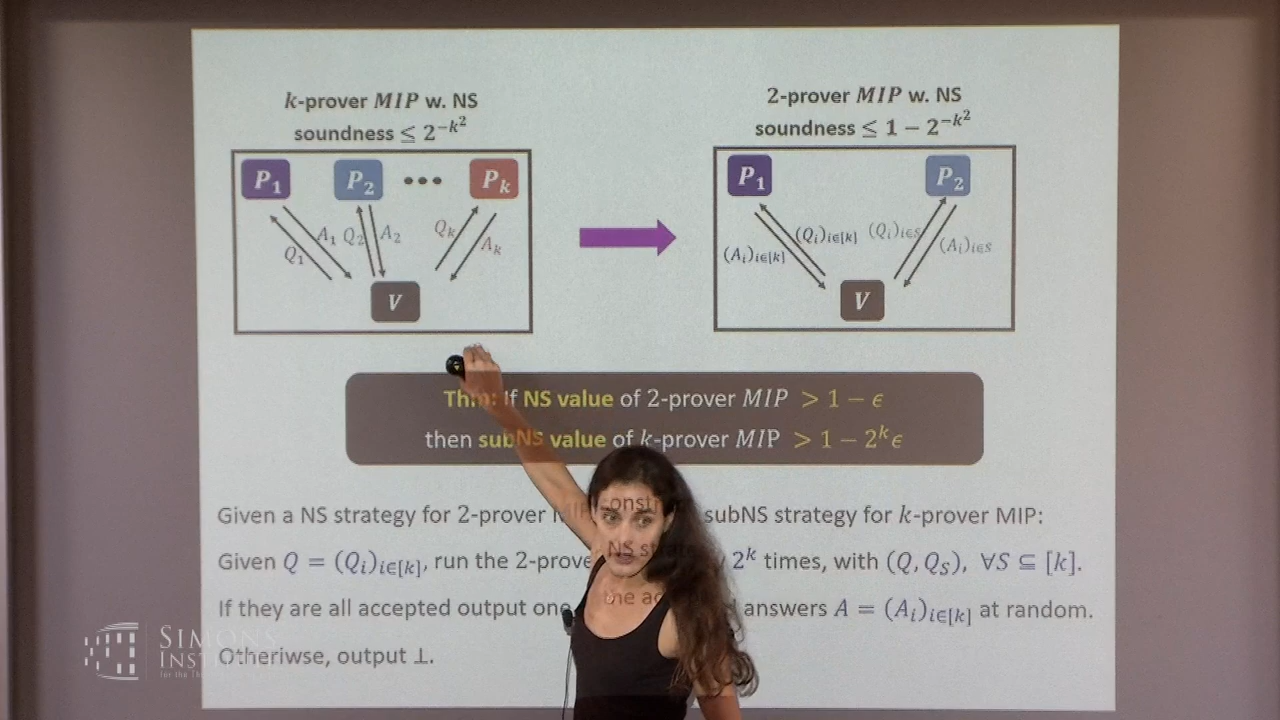 k-prover MIP w. NS
soundness ≤ 2^{-k^2}
P_1 P_2 ••• P_k
Q_1 A_1 Q_2 A_2 Q_k A_k
V
2-prover MIP w. NS
soundness ≤ 1 − 2^{-k^2}
P_1 P_2
(A_i)_{i∈[k]} (Q_i)_{i∈[k]} (Q_i)_{i∈S} (A_i)_{i∈S}
V
Thm: If NS value of 2-prover MIP > 1 − ϵ
then subNS value of k-prover MIP > 1 − 2^k ϵ
Given a NS strategy for 2-prover subNS strategy for k-prover MIP:
Given Q = (Q_i)_{i∈[k]}, run the 2-prove 2^k times, with (Q, Q_S), ∀S ⊆ [k].
If they are all accepted output one answers A = (A_i)_{i∈[k]} at random.
Otheriwse, output ⊥.
SIMONS